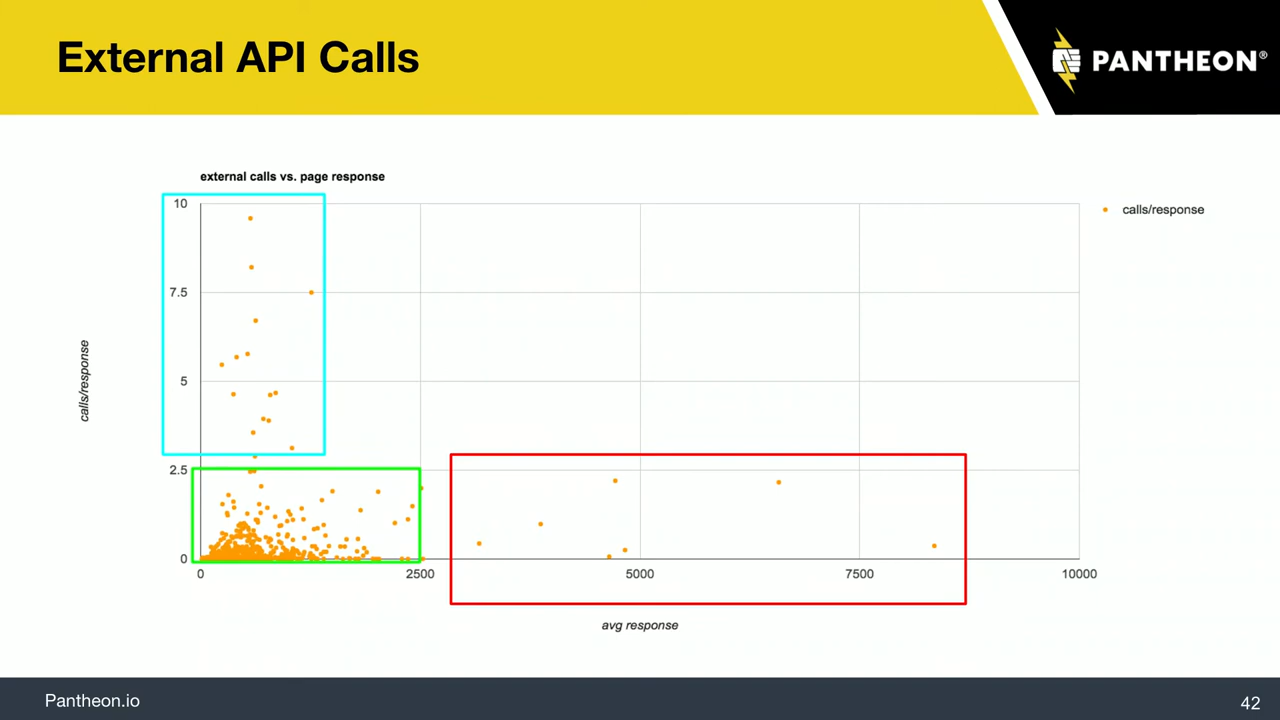 External API Calls
PANTHEON®
external calls vs. page response
calls/response
10
7.5
5
2.5
0
calls/response
0 2500 5000 7500 10000
avg response
Pantheon.io
42